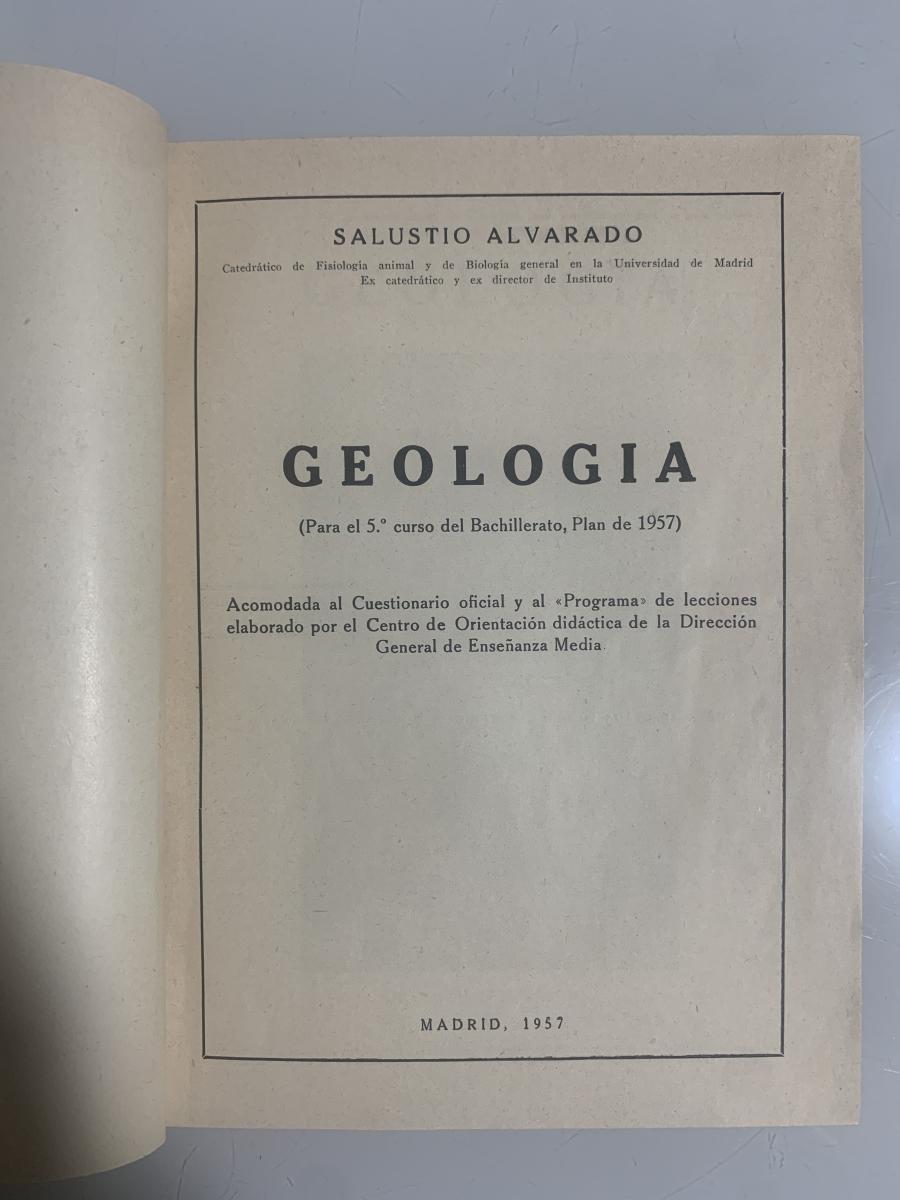 SALUSTIO ALVARADO
Catedrático de Fisiología animal y de Biología general en la Universidad de Madrid
Ex catedrático y ex director de Instituto
GEOLOGIA
(Para el 5.º curso del Bachillerato, Plan de 1957)
Acomodada al Cuestionario oficial y al «Programa» de lecciones
elaborado por el Centro de Orientación didáctica de la Dirección
General de Enseñanza Media.
MADRID, 1957